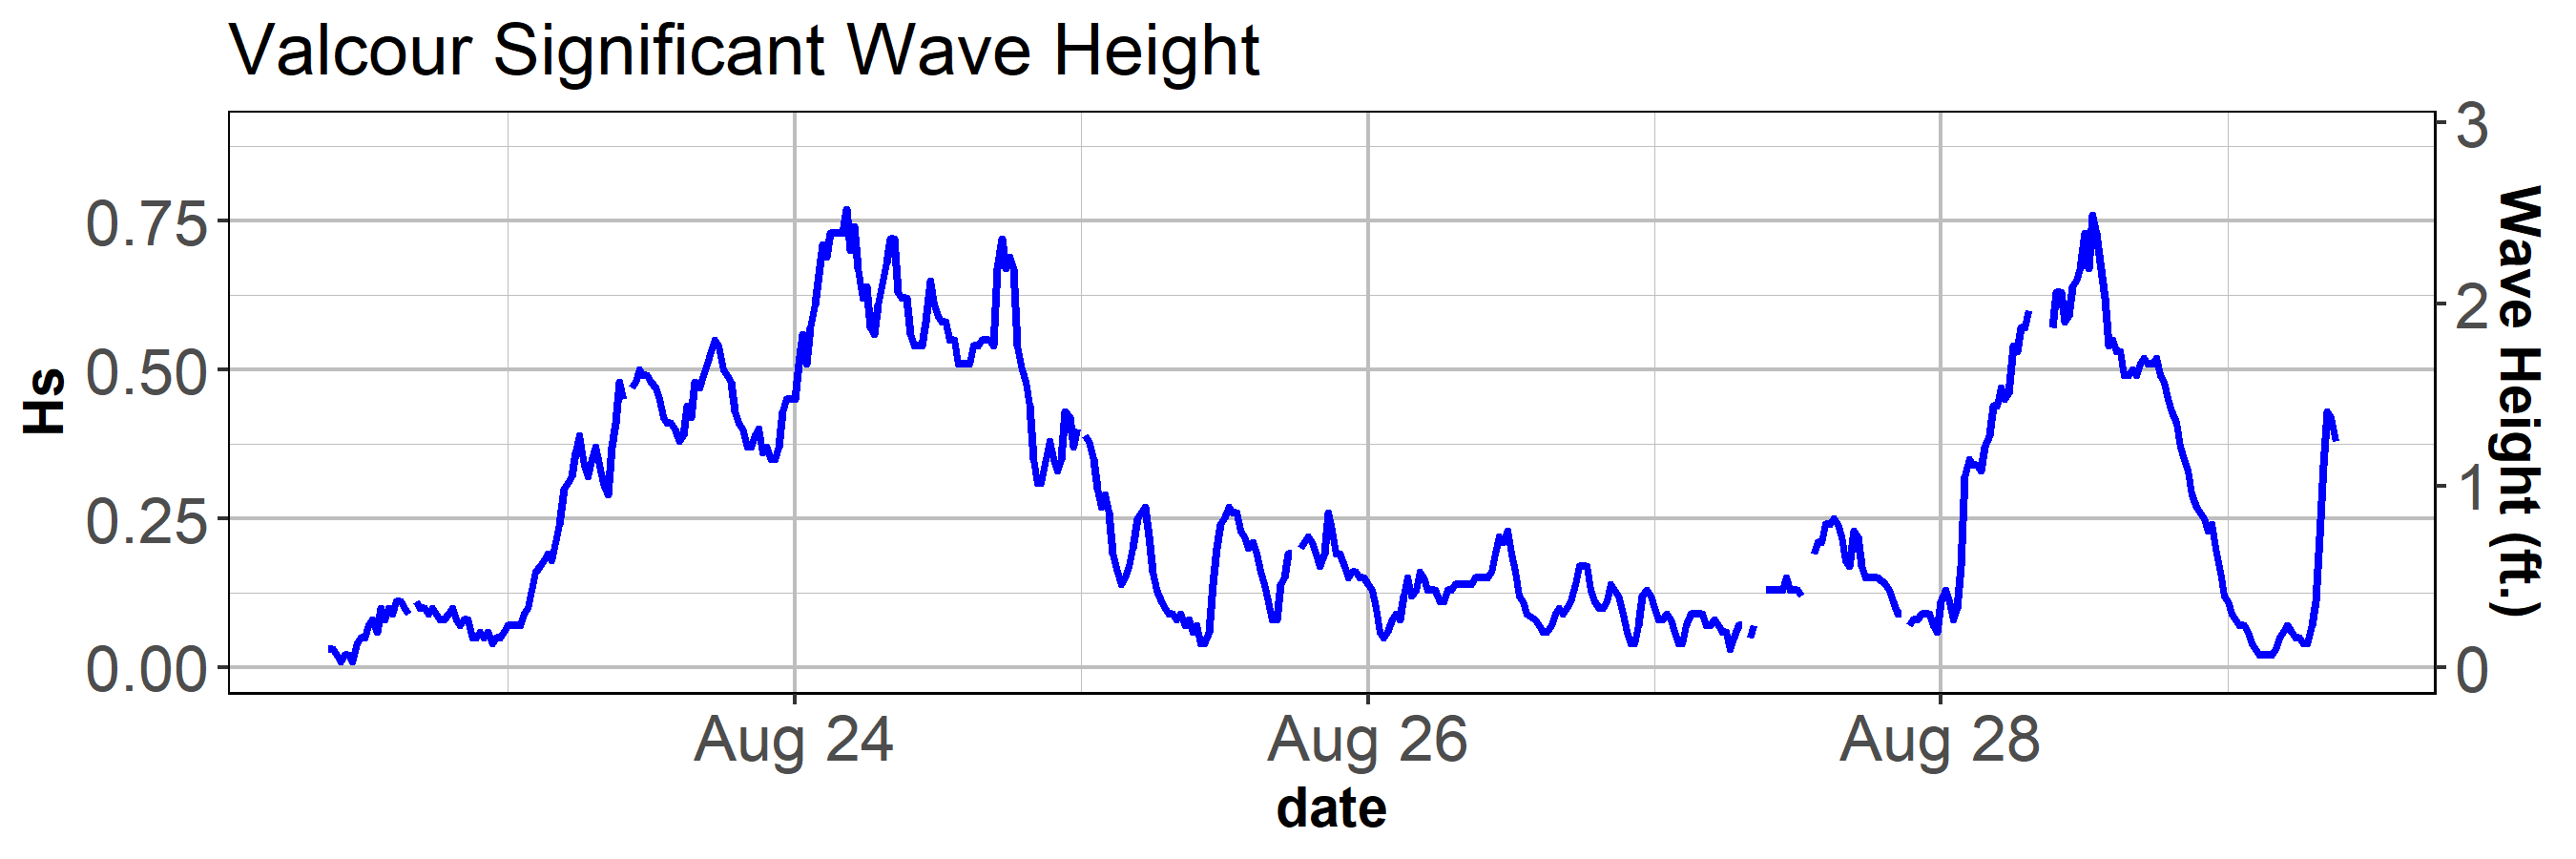 Valcour Significant Wave Height
Hs
0.75
0.50
0.25
0.00
3
2
1
0
Wave Height (ft.)
Aug 24
Aug 26
Aug 28
date